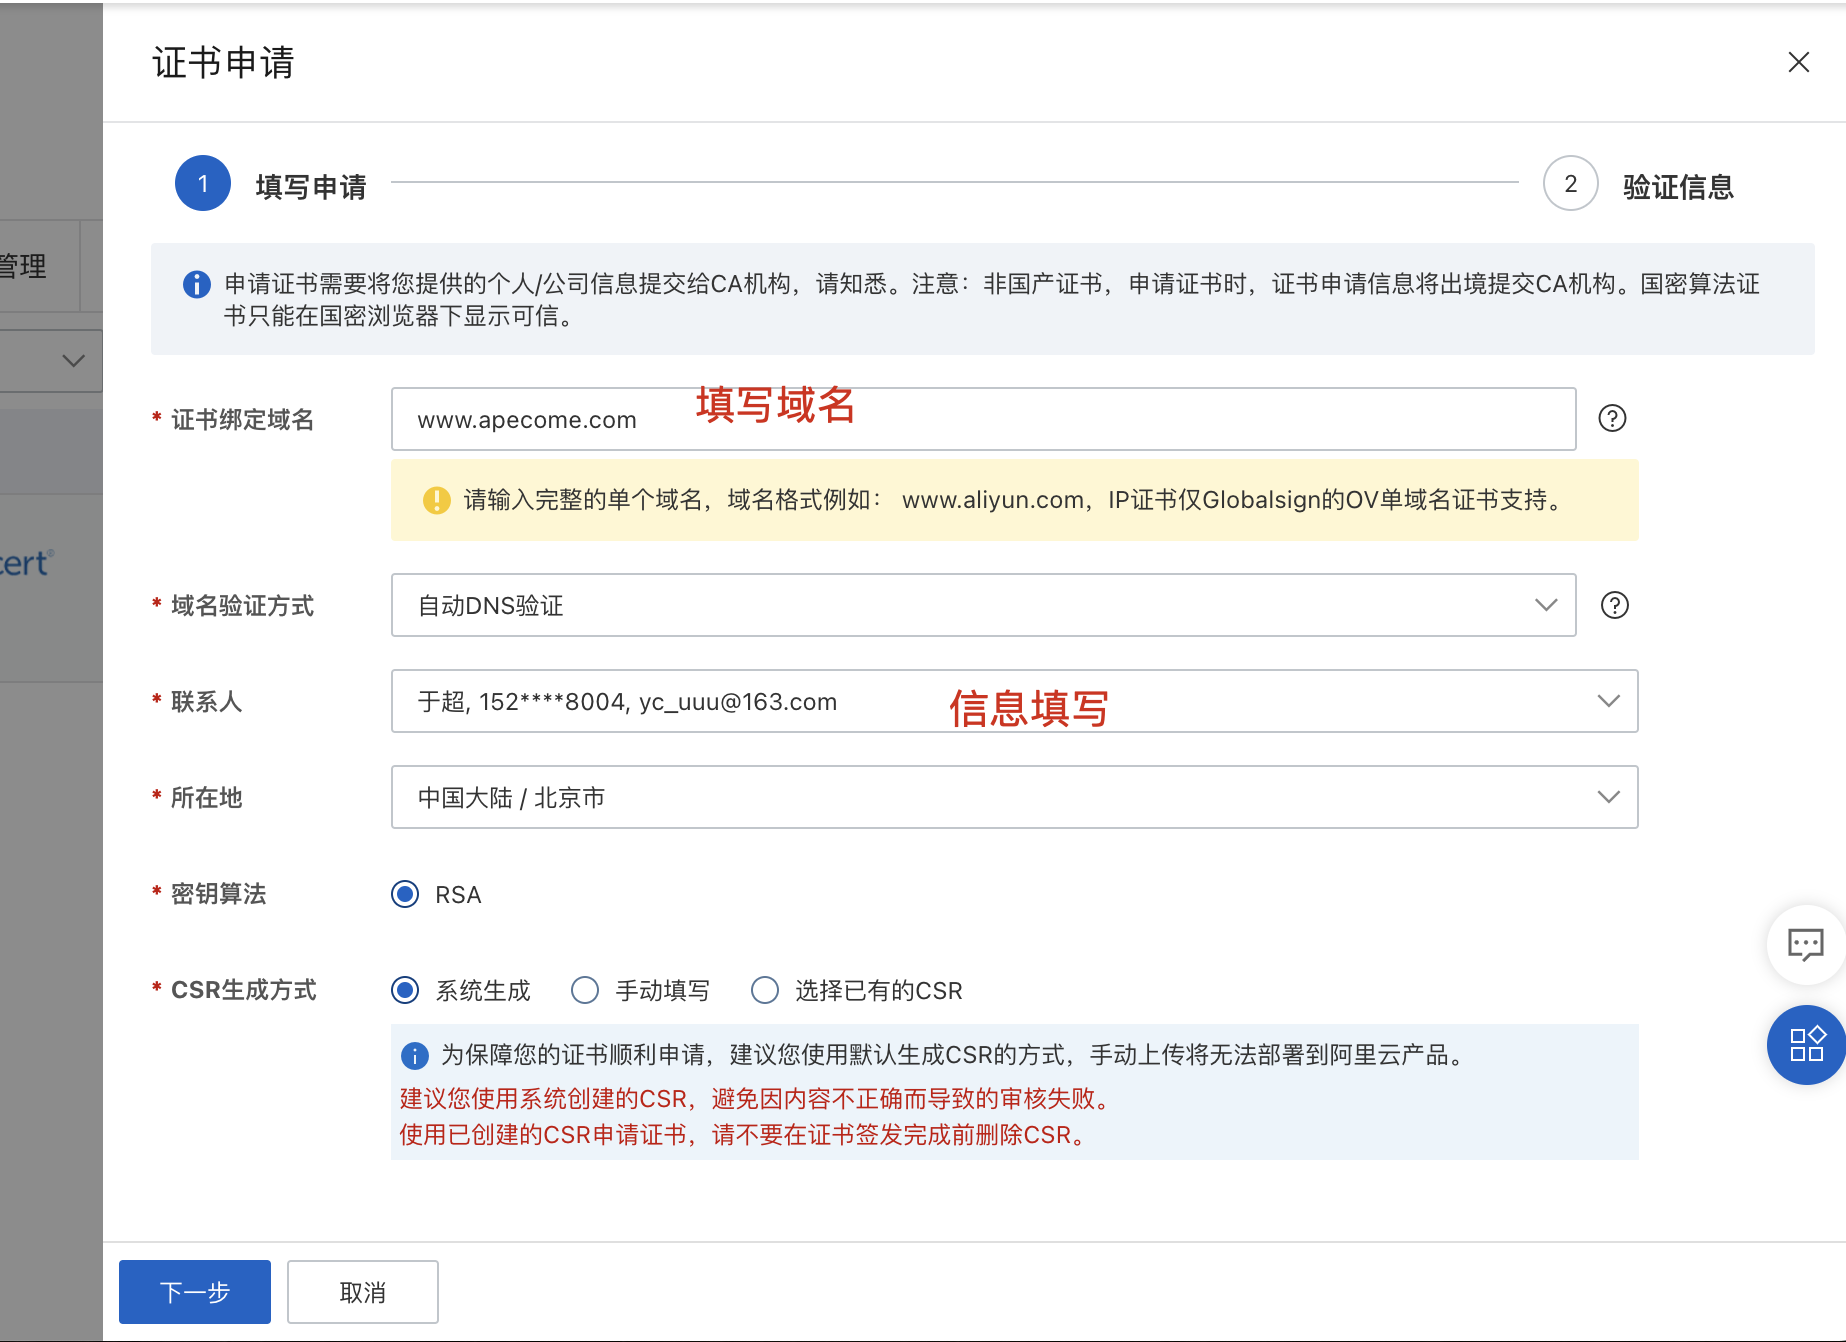 证书申请
1 填写申请
2 验证信息
管理
申请证书需要将您提供的个人/公司信息提交给CA机构，请知悉。注意：非国产证书，申请证书时，证书申请信息将出境提交CA机构。国密算法证
书只能在国密浏览器下显示可信。
* 证书绑定域名
www.apecome.com
填写域名
请输入完整的单个域名，域名格式例如： www.aliyun.com，IP证书仅Globalsign的OV单域名证书支持。
cert®
* 域名验证方式
自动DNS验证
* 联系人
于超, 152****8004, yc_uuu@163.com
信息填写
* 所在地
中国大陆 / 北京市
* 密钥算法
RSA
* CSR生成方式
系统生成 手动填写 选择已有的CSR
为保障您的证书顺利申请，建议您使用默认生成CSR的方式，手动上传将无法部署到阿里云产品。
建议您使用系统创建的CSR，避免因内容不正确而导致的审核失败。
使用已创建的CSR申请证书，请不要在证书签发完成前删除CSR。
下一步 取消